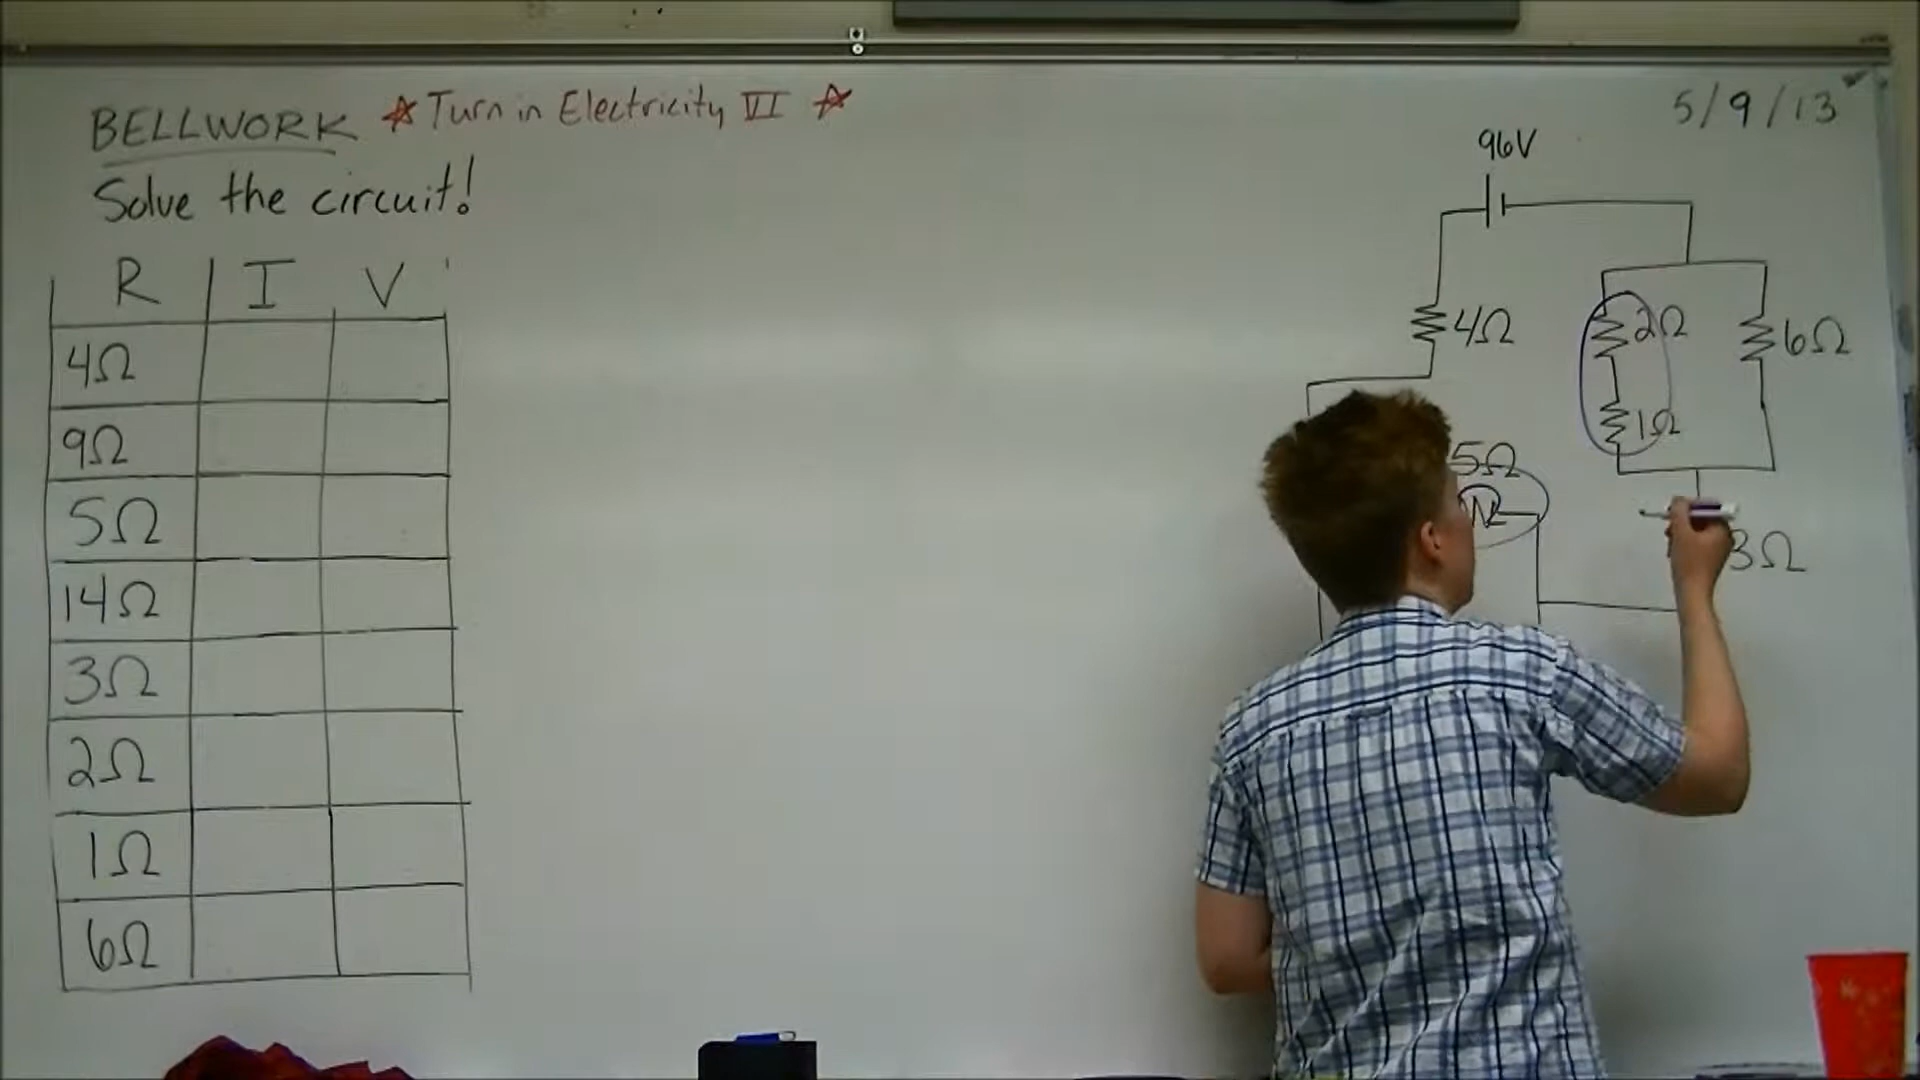 BELLWORK ☆ Turn in Electricity VI ☆
5/9/13
Solve the circuit!
R I V
4Ω
9Ω
5Ω
14Ω
3Ω
2Ω
1Ω
6Ω
96V
4Ω
2Ω
6Ω
1Ω
5Ω
3Ω